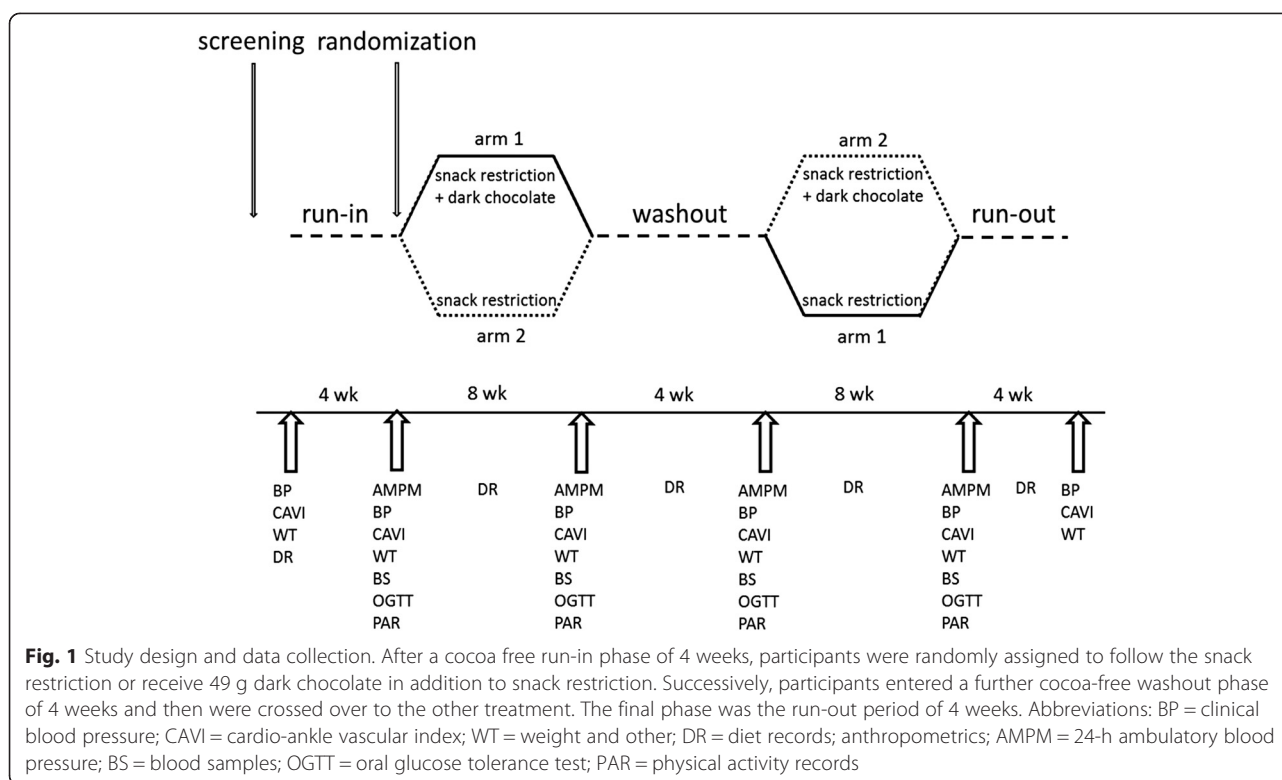 screening randomization
arm 1
snack restriction
+ dark chocolate
arm 2
snack restriction
+ dark chocolate
run-in
washout
run-out
snack restriction
arm 2
snack restriction
arm 1
4 wk
8 wk
4 wk
8 wk
4 wk
BP
CAVI
WT
DR
AMPM
BP
CAVI
WT
BS
OGTT
PAR
DR
AMPM
BP
CAVI
WT
BS
OGTT
PAR
DR
AMPM
BP
CAVI
WT
BS
OGTT
PAR
DR
AMPM
BP
CAVI
WT
BS
OGTT
PAR
DR
BP
CAVI
WT
Fig. 1 Study design and data collection. After a cocoa free run-in phase of 4 weeks, participants were randomly assigned to follow the snack
restriction or receive 49 g dark chocolate in addition to snack restriction. Successively, participants entered a further cocoa-free washout phase
of 4 weeks and then were crossed over to the other treatment. The final phase was the run-out period of 4 weeks. Abbreviations: BP = clinical
blood pressure; CAVI = cardio-ankle vascular index; WT = weight and other; DR = diet records; anthropometrics; AMPM = 24-h ambulatory blood
pressure; BS = blood samples; OGTT = oral glucose tolerance test; PAR = physical activity records